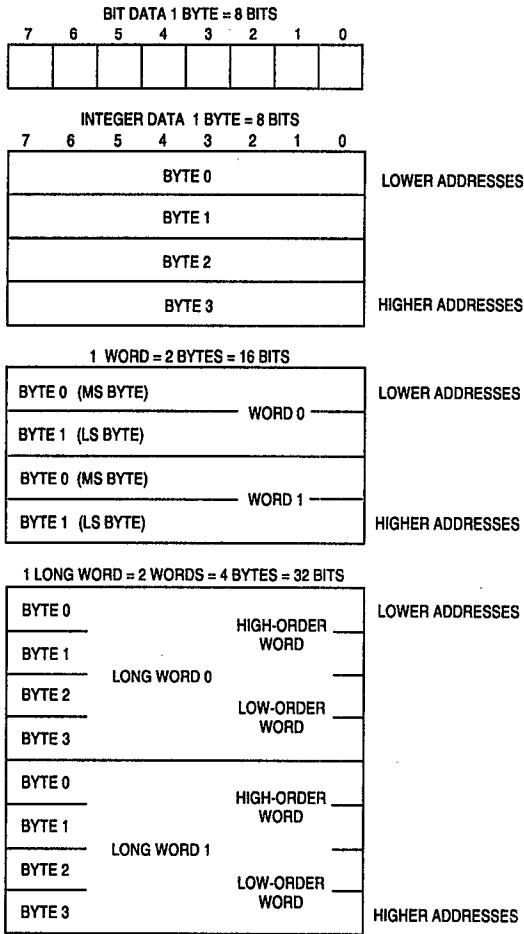 BIT DATA 1 BYTE = 8 BITS
7 6 5 4 3 2 1 0
INTEGER DATA 1 BYTE = 8 BITS
7 6 5 4 3 2 1 0
BYTE 0 LOWER ADDRESSES
BYTE 1
BYTE 2
BYTE 3 HIGHER ADDRESSES
1 WORD = 2 BYTES = 16 BITS
BYTE 0 (MS BYTE) LOWER ADDRESSES
WORD 0
BYTE 1 (LS BYTE)
BYTE 0 (MS BYTE)
WORD 1
BYTE 1 (LS BYTE) HIGHER ADDRESSES
1 LONG WORD = 2 WORDS = 4 BYTES = 32 BITS
BYTE 0 LOWER ADDRESSES
HIGH-ORDER
WORD
BYTE 1
LONG WORD 0
BYTE 2
LOW-ORDER
WORD
BYTE 3
BYTE 0
HIGH-ORDER
WORD
BYTE 1
LONG WORD 1
BYTE 2
LOW-ORDER
WORD
BYTE 3 HIGHER ADDRESSES